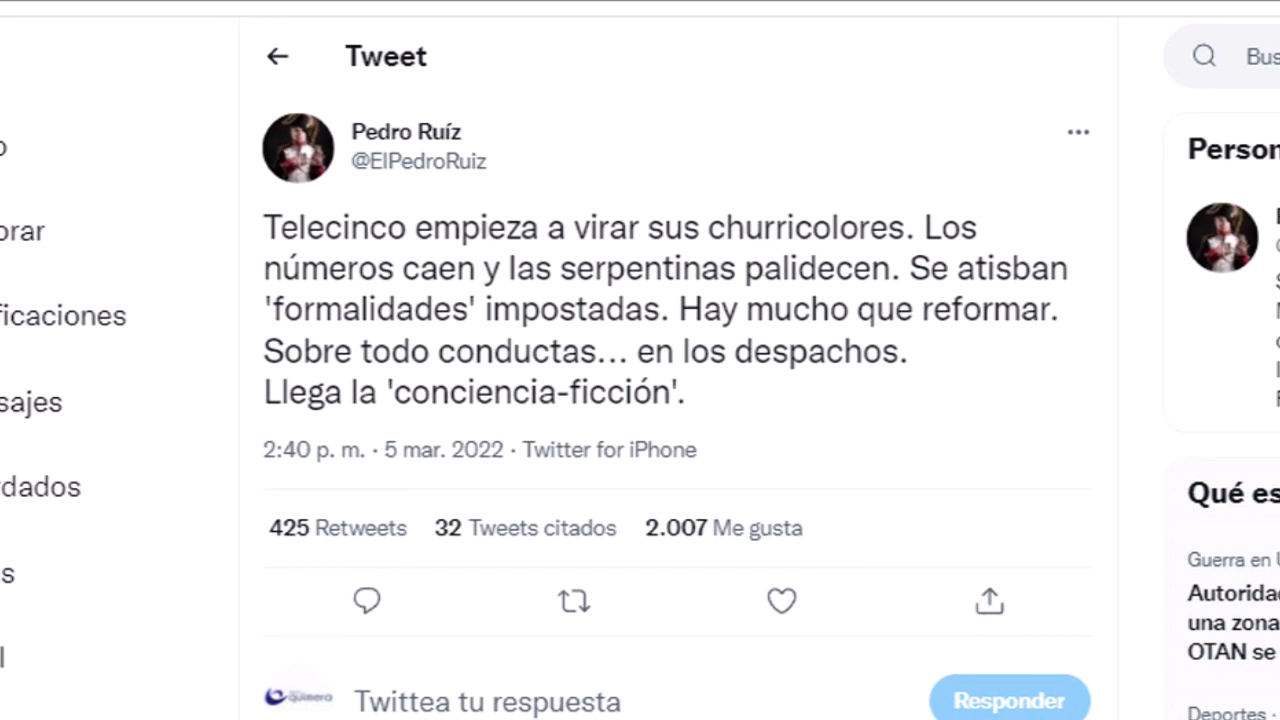 Tweet
Bus
Pedro Ruíz
@ElPedroRuiz
Person
o
orar
Telecinco empieza a virar sus churricolores. Los
números caen y las serpentinas palidecen. Se atisban
'formalidades' impostadas. Hay mucho que reformar.
Sobre todo conductas... en los despachos.
Llega la 'conciencia-ficción'.
ficaciones
sajes
2:40 p. m. · 5 mar. 2022 · Twitter for iPhone
rdados
Qué es
425 Retweets 32 Tweets citados 2.007 Me gusta
s
Guerra en U
Autoridad
una zona
OTAN se
l
quimera
Twittea tu respuesta
Responder
Deportes ·